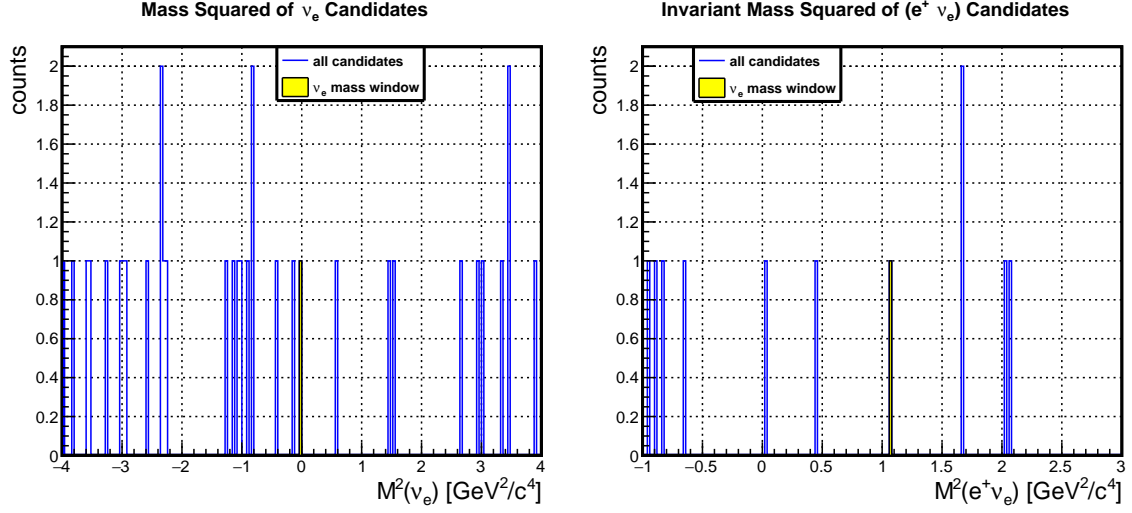 Mass Squared of νe Candidates
counts
all candidates
νe mass window
2
1.8
1.6
1.4
1.2
1
0.8
0.6
0.4
0.2
0
−4 −3 −2 −1 0 1 2 3 4
M²(νe) [GeV²/c⁴]
Invariant Mass Squared of (e⁺ νe) Candidates
counts
all candidates
νe mass window
2
1.8
1.6
1.4
1.2
1
0.8
0.6
0.4
0.2
0
−1 −0.5 0 0.5 1 1.5 2 2.5 3
M²(e⁺νe) [GeV²/c⁴]